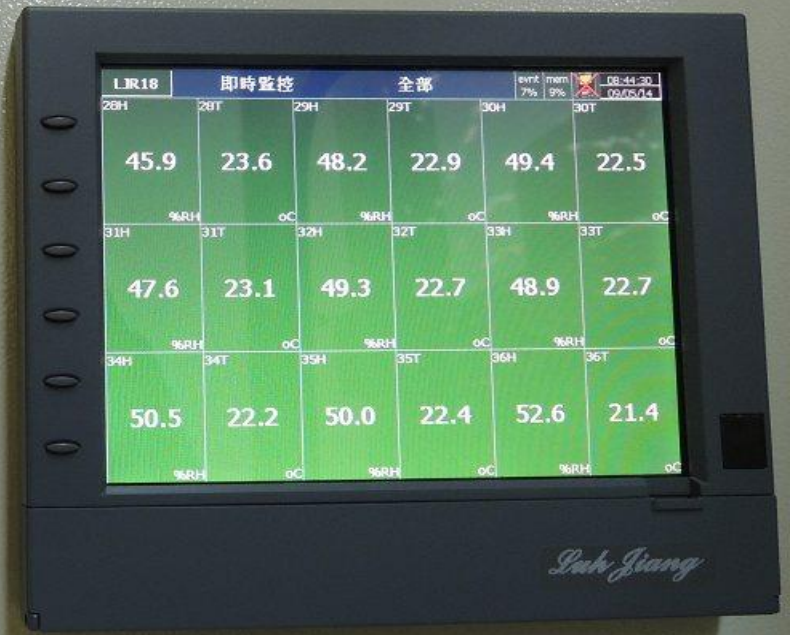 LJR18 即時監控 全部 evnt mem 08:44:30
7% 9% 09/05/14
28H 28T 29H 29T 30H 30T
45.9 23.6 48.2 22.9 49.4 22.5
%RH oC %RH oC %RH oC
31H 31T 32H 32T 33H 33T
47.6 23.1 49.3 22.7 48.9 22.7
%RH oC %RH oC %RH oC
34H 34T 35H 35T 36H 36T
50.5 22.2 50.0 22.4 52.6 21.4
%RH oC %RH oC %RH oC
Luh Jiang